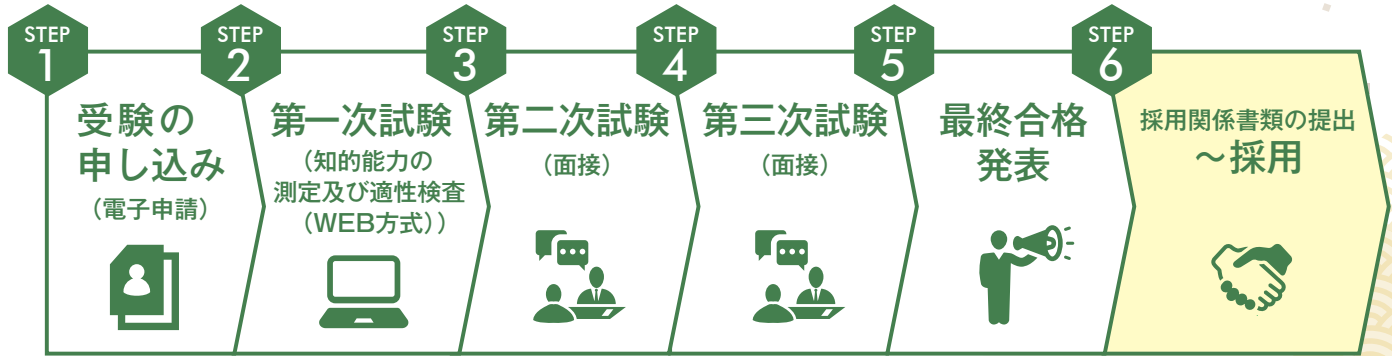 STEP
1
受験の
申し込み
（電子申請）
STEP
2
第一次試験
（知的能力の
測定及び適性検査
（WEB方式））
STEP
3
第二次試験
（面接）
STEP
4
第三次試験
（面接）
STEP
5
最終合格
発表
STEP
6
採用関係書類の提出
～採用